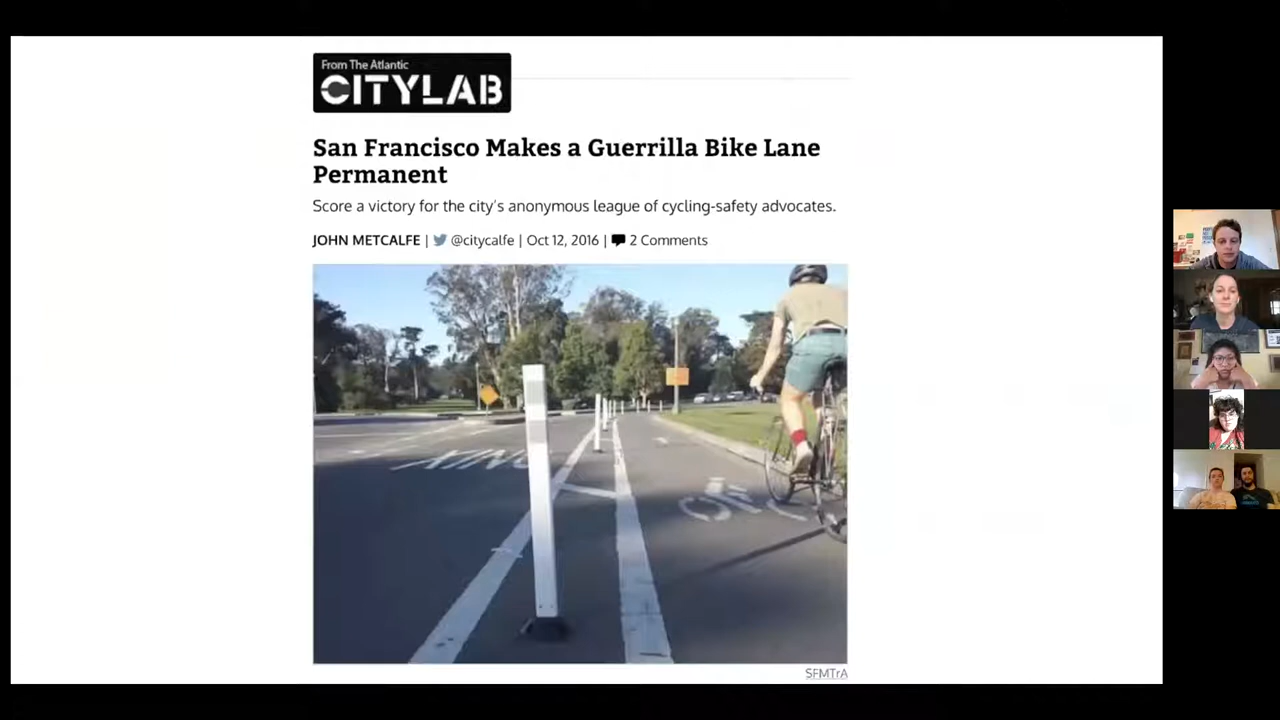 From The Atlantic
CITYLAB
San Francisco Makes a Guerrilla Bike Lane
Permanent
Score a victory for the city's anonymous league of cycling-safety advocates.
JOHN METCALFE | @citycalfe | Oct 12, 2016 | 2 Comments
SFMTrA